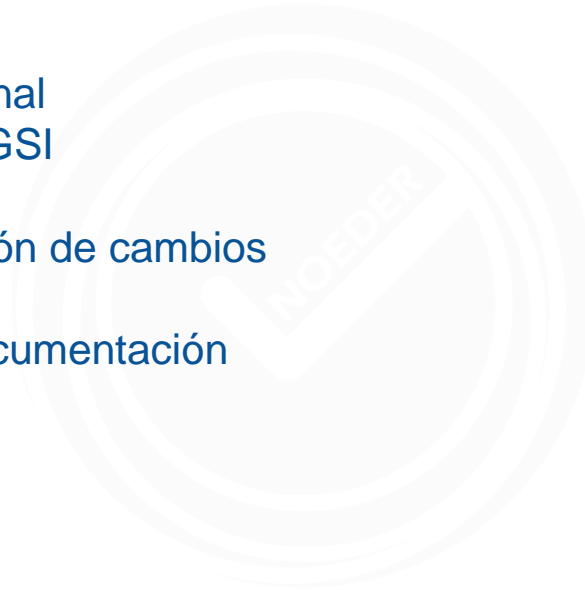 nal
GSI
ón de cambios
cumentación
NOEDER